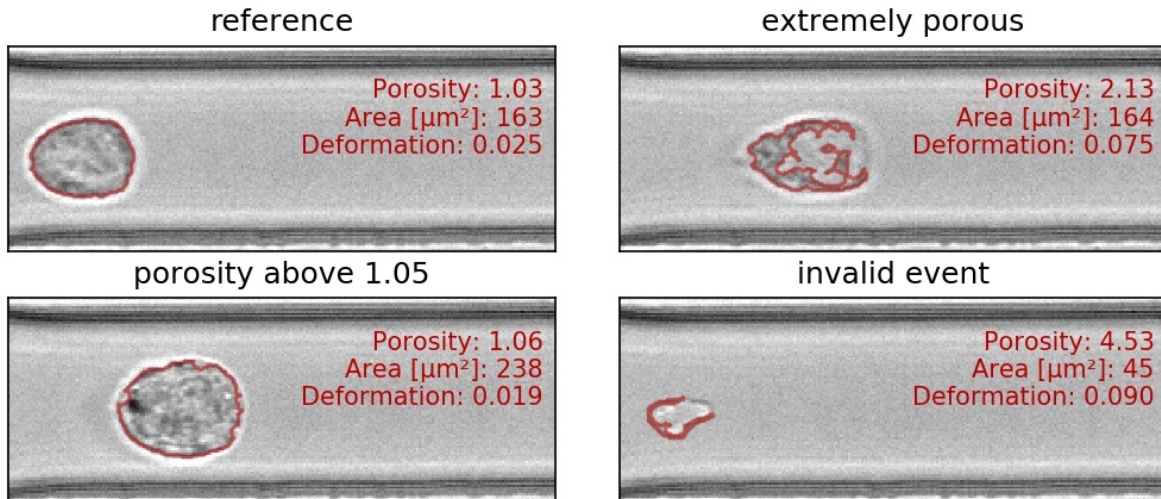 reference
Porosity: 1.03
Area [µm²]: 163
Deformation: 0.025
extremely porous
Porosity: 2.13
Area [µm²]: 164
Deformation: 0.075
porosity above 1.05
Porosity: 1.06
Area [µm²]: 238
Deformation: 0.019
invalid event
Porosity: 4.53
Area [µm²]: 45
Deformation: 0.090